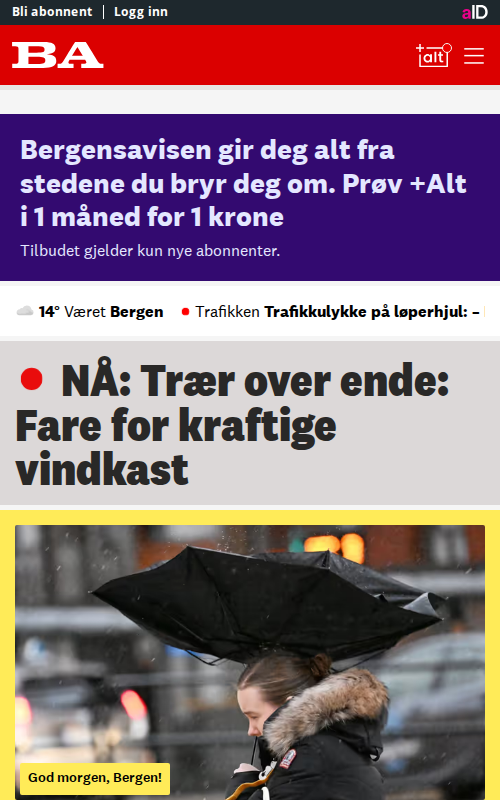 Bli abonnent | Logg inn
aID
BA
+alt
Bergensavisen gir deg alt fra
stedene du bryr deg om. Prøv +Alt
i 1 måned for 1 krone
Tilbudet gjelder kun nye abonnenter.
14° Været Bergen
Trafikken Trafikkulykke på løperhjul: –
NÅ: Trær over ende:
Fare for kraftige
vindkast
God morgen, Bergen!